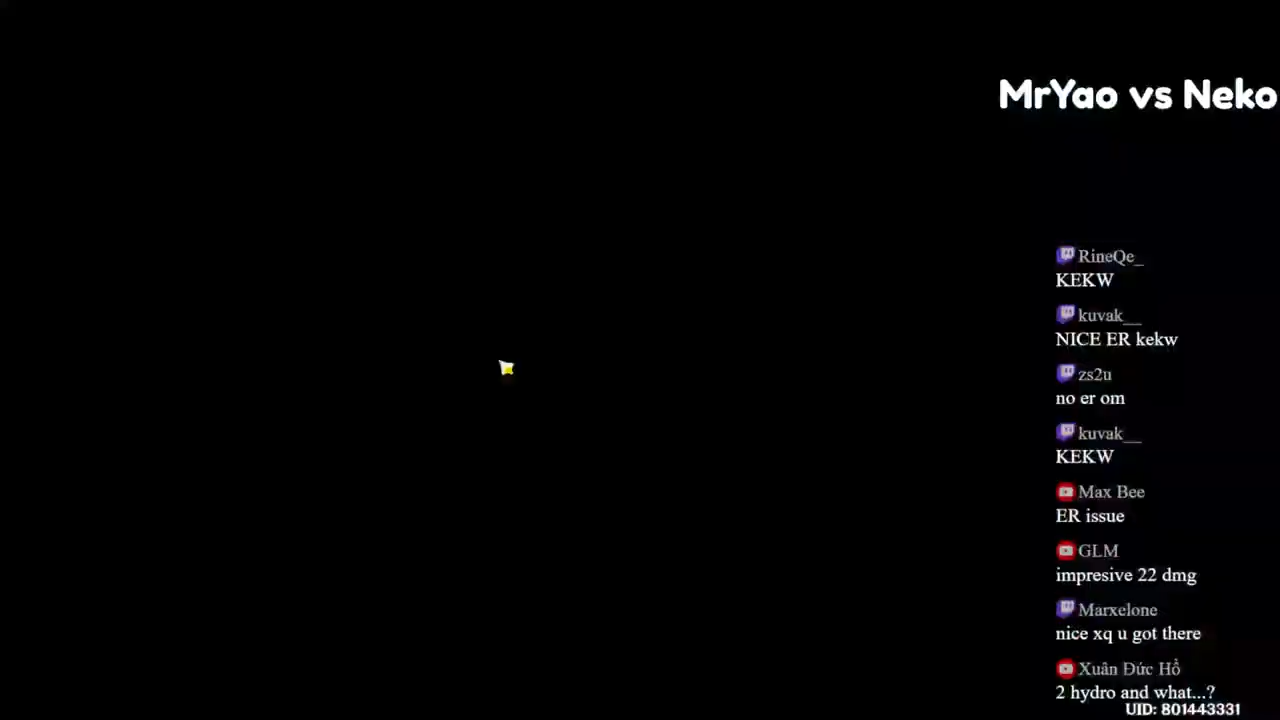 MrYao vs Neko
RineQe_
KEKW
kuvak__
NICE ER kekw
zs2u
no er om
kuvak__
KEKW
Max Bee
ER issue
GLM
impresive 22 dmg
Marxelone
nice xq u got there
Xuân Đức Hồ
2 hydro and what...?
UID: 801443331